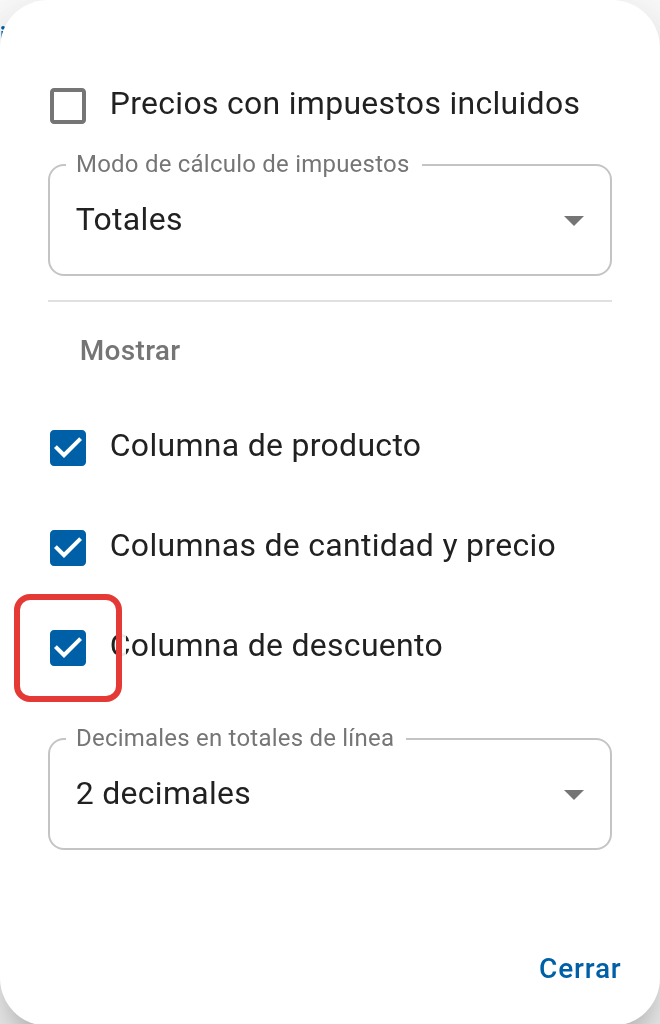 Precios con impuestos incluidos
Modo de cálculo de impuestos
Totales
Mostrar
Columna de producto
Columnas de cantidad y precio
Columna de descuento
Decimales en totales de línea
2 decimales
Cerrar